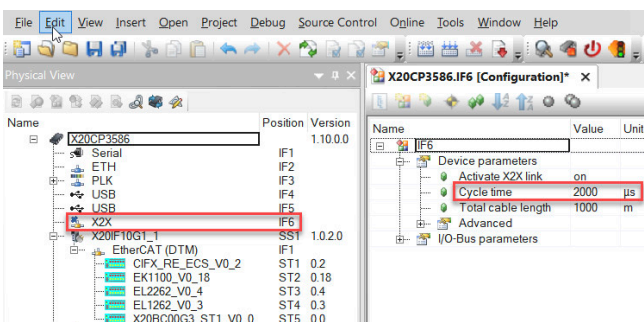 File Edit View Insert Open Project Debug Source Control Online Tools Window Help
Physical View
X20CP3586.IF6 [Configuration]*
Name Position Version
X20CP3586 1.10.0.0
Serial IF1
ETH IF2
PLK IF3
USB IF4
USB IF5
X2X IF6
X20IF10G1_1 SS1 1.0.2.0
EtherCAT (DTM) IF1
CIFX_RE_ECS_V0_2 ST1 0.2
EK1100_V0_18 ST2 0.18
EL2262_V0_4 ST3 0.4
EL1262_V0_3 ST4 0.3
X20BC00G3_ST1_V0_0 ST5 0.0
Name Value Unit
IF6
Device parameters
Activate X2X link on
Cycle time 2000 µs
Total cable length 1000 m
Advanced
I/O-Bus parameters